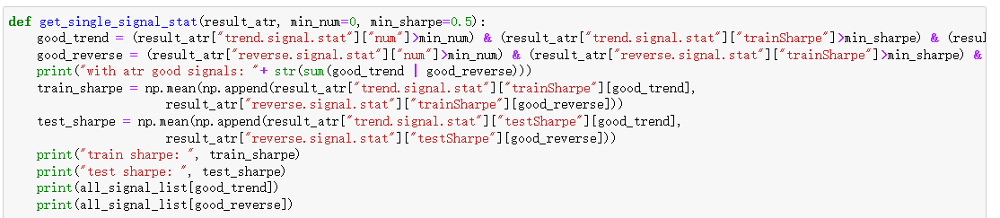 def get_single_signal_stat(result_atr, min_num=0, min_sharpe=0.5):
    good_trend = (result_atr["trend.signal.stat"]["num"]>min_num) & (result_atr["trend.signal.stat"]["trainSharpe"]>min_sharpe) & (resul
    good_reverse = (result_atr["reverse.signal.stat"]["num"]>min_num) & (result_atr["reverse.signal.stat"]["trainSharpe"]>min_sharpe) &
    print("with atr good signals: "+ str(sum(good_trend | good_reverse)))
    train_sharpe = np.mean(np.append(result_atr["trend.signal.stat"]["trainSharpe"][good_trend],
                        result_atr["reverse.signal.stat"]["trainSharpe"][good_reverse]))
    test_sharpe = np.mean(np.append(result_atr["trend.signal.stat"]["testSharpe"][good_trend],
                        result_atr["reverse.signal.stat"]["testSharpe"][good_reverse]))
    print("train sharpe: ", train_sharpe)
    print("test sharpe: ", test_sharpe)
    print(all_signal_list[good_trend])
    print(all_signal_list[good_reverse])